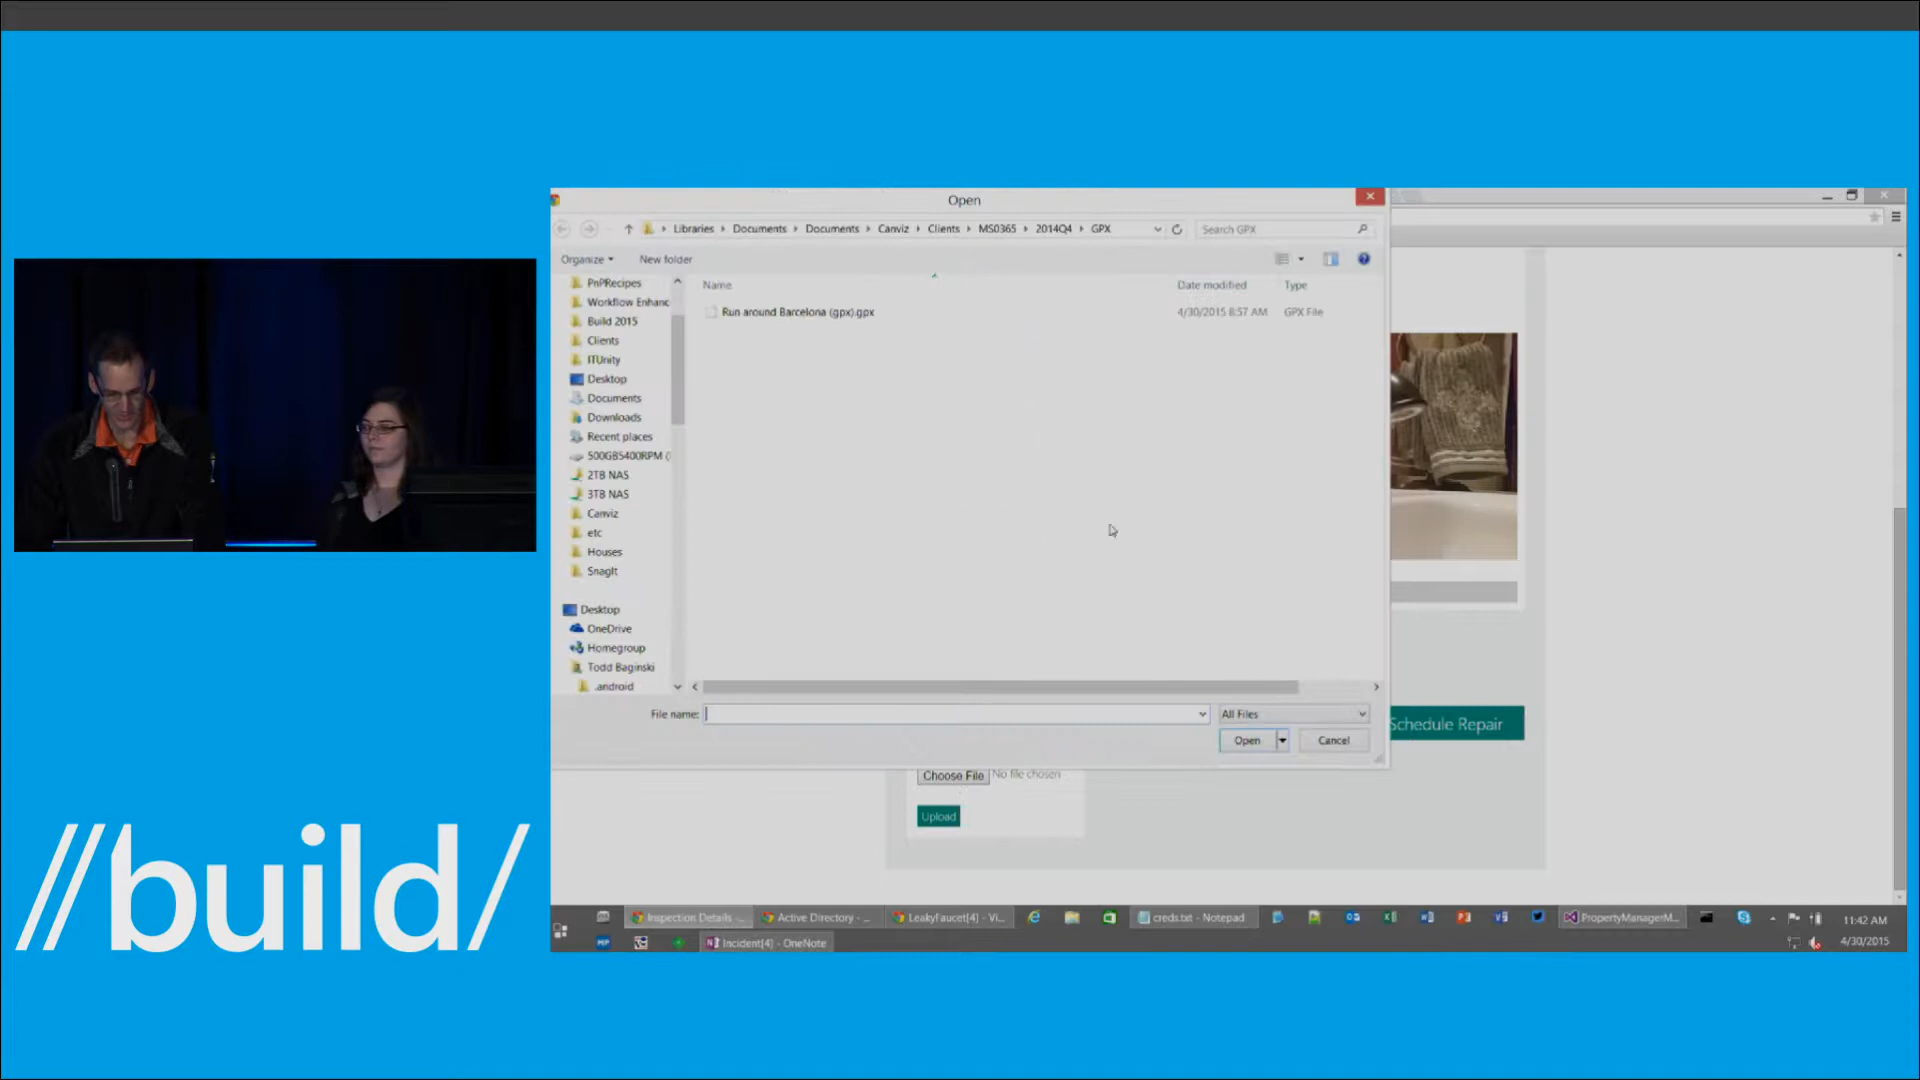 Open
Libraries Documents Documents Canviz Clients MS0365 2014Q4 GPX
Search GPX
Organize
New folder
Name
Date modified
Type
Run around Barcelona (gpx).gpx
4/30/2015 8:57 AM
GPX File
PnPRecipes
Workflow Enhanc
Build 2015
Clients
ITUnity
Desktop
Documents
Downloads
Recent places
500GB5400RPM (
2TB NAS
3TB NAS
Canviz
etc
Houses
SnagIt
Desktop
OneDrive
Homegroup
Todd Baginski
.android
File name:
All Files
Open
Cancel
Schedule Repair
Choose File No file chosen
Upload
Inspection Details -...
Active Directory - ...
LeakyFaucet[4] - Vi...
creds.txt - Notepad
PropertyManagerM...
11:42 AM
Incident[4] - OneNote
4/30/2015
//build/